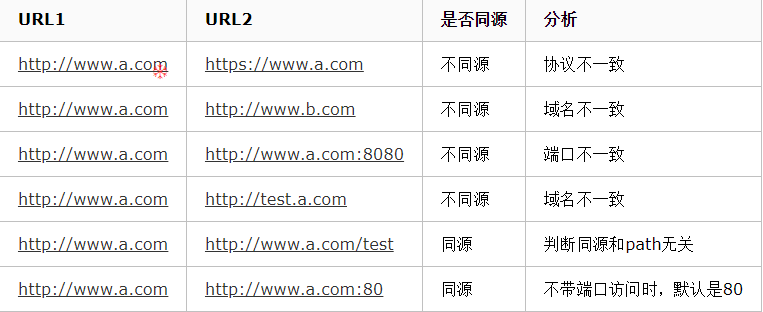 URL1 URL2 是否同源 分析
http://www.a.com https://www.a.com 不同源 协议不一致
http://www.a.com http://www.b.com 不同源 域名不一致
http://www.a.com http://www.a.com:8080 不同源 端口不一致
http://www.a.com http://test.a.com 不同源 域名不一致
http://www.a.com http://www.a.com/test 同源 判断同源和path无关
http://www.a.com http://www.a.com:80 同源 不带端口访问时，默认是80